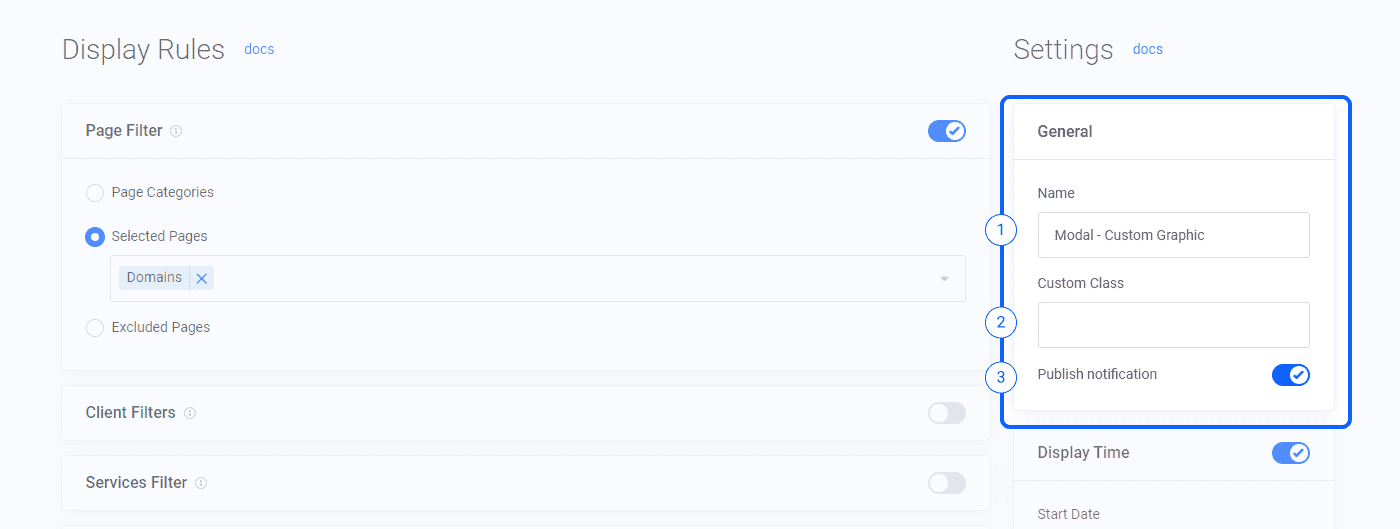 Display Rules docs
Page Filter
Page Categories
Selected Pages
Domains
Excluded Pages
Client Filters
Services Filter
Settings docs
General
Name
1
Modal - Custom Graphic
Custom Class
2
3
Publish notification
Display Time
Start Date